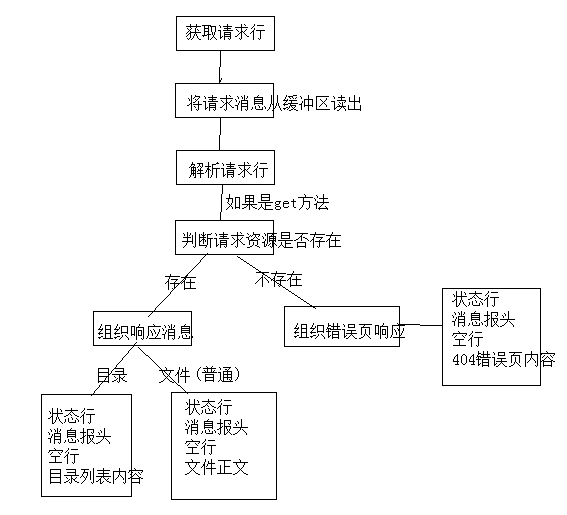 获取请求行
将请求消息从缓冲区读出
解析请求行
如果是get方法
判断请求资源是否存在
存在
不存在
组织响应消息
组织错误页响应
状态行
消息报头
空行
404错误页内容
目录
文件(普通)
状态行
消息报头
空行
目录列表内容
状态行
消息报头
空行
文件正文